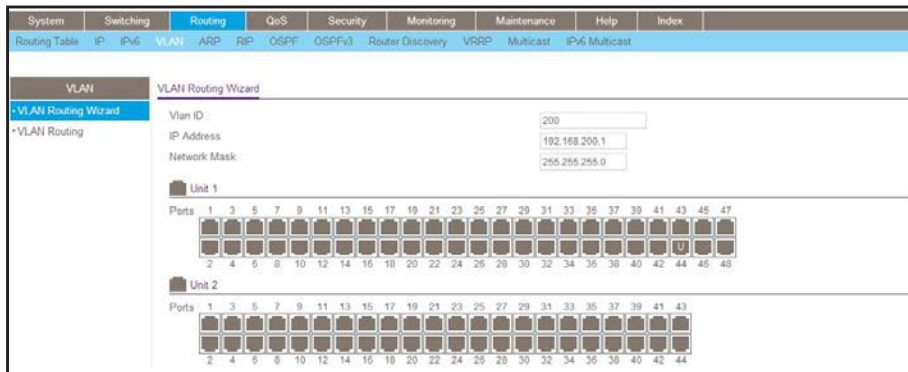 System Switching Routing QoS Security Monitoring Maintenance Help Index
Routing Table IP IPv6 VLAN ARP RIP OSPF OSPFv3 Router Discovery VRRP Multicast IPv6 Multicast
VLAN
VLAN Routing Wizard
VLAN Routing
VLAN Routing Wizard
Vlan ID 200
IP Address 192.168.200.1
Network Mask 255.255.255.0
Unit 1
Ports 1 3 5 7 9 11 13 15 17 19 21 23 25 27 29 31 33 35 37 39 41 43 45 47
U
2 4 6 8 10 12 14 16 18 20 22 24 26 28 30 32 34 36 38 40 42 44 46 48
Unit 2
Ports 1 3 5 7 9 11 13 15 17 19 21 23 25 27 29 31 33 35 37 39 41 43
2 4 6 8 10 12 14 16 18 20 22 24 26 28 30 32 34 36 38 40 42 44